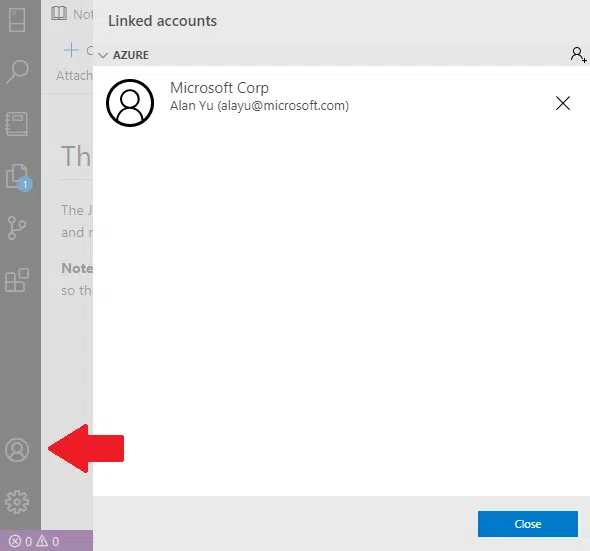 Linked accounts
Not
AZURE
C
Attach
Microsoft Corp
Alan Yu (alayu@microsoft.com)
Th
1
The J
and r
Note
so tha
0 0
Close